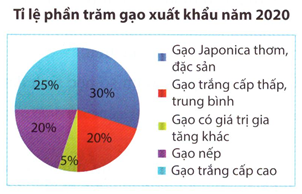 Tỉ lệ phần trăm gạo xuất khẩu năm 2020
25%
30%
20%
20%
5%
Gạo Japonica thơm,
đặc sản
Gạo trắng cấp thấp,
trung bình
Gạo có giá trị gia
tăng khác
Gạo nếp
Gạo trắng cấp cao